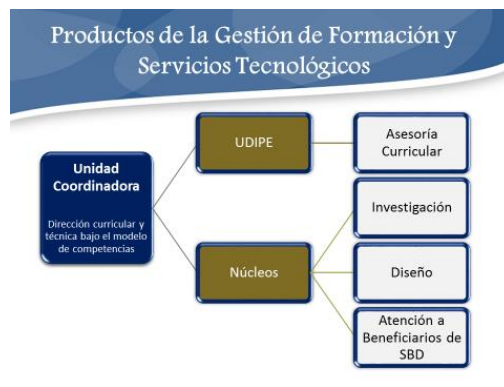 Productos de la Gestión de Formación y
Servicios Tecnológicos
Unidad
Coordinadora
Dirección curricular y
técnica bajo el modelo
de competencias
UDIPE
Asesoría
Curricular
Núcleos
Investigación
Diseño
Atención a
Beneficiarios de
SBD